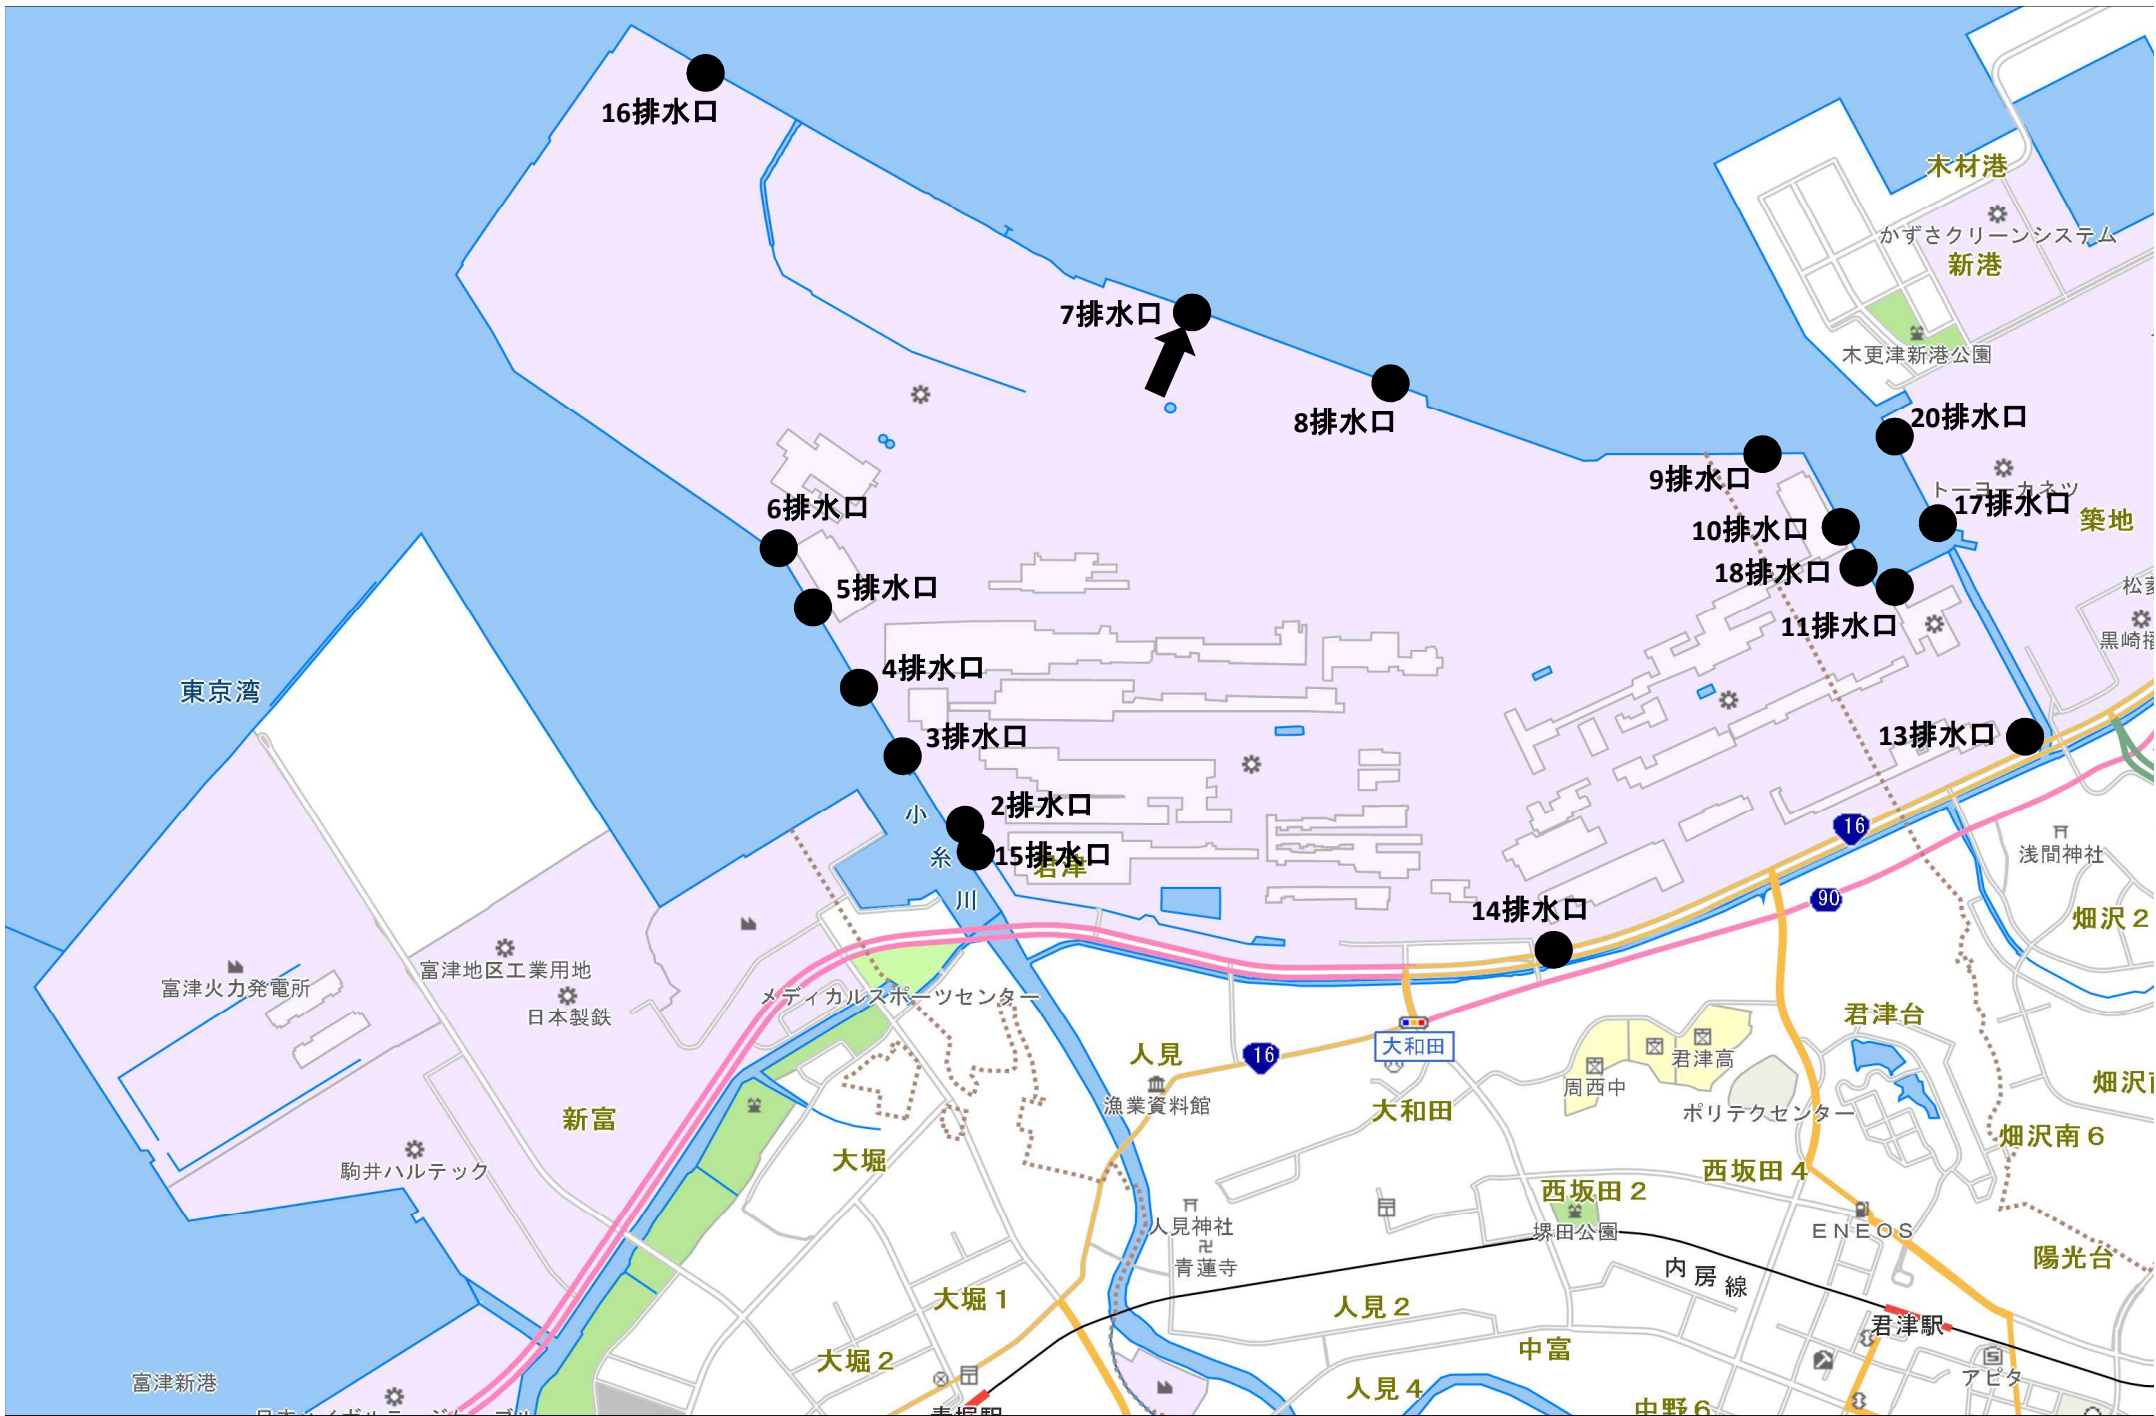 16排水口
木材港
かずさクリーンシステム
新港
7排水口
木更津新港公園
8排水口
20排水口
9排水口
トーヨーカネツ
17排水口
築地
6排水口
10排水口
18排水口
5排水口
11排水口
4排水口
東京湾
3排水口
13排水口
2排水口
小
糸
川
16
15排水口
君津
浅間神社
90
14排水口
畑沢2
富津地区工業用地
富津火力発電所
日本製鉄
メディカルスポーツセンター
君津台
人見
16
大和田
君津高
周西中
漁業資料館
大和田
ポリテクセンター
新富
畑沢南6
大堀
駒井ハルテック
西坂田4
西坂田2
人見神社
堺田公園
ENEOS
青蓮寺
陽光台
内房線
大堀1
人見2
君津駅
中富
大堀2
アピタ
富津新港
人見4
中野6
青堀駅